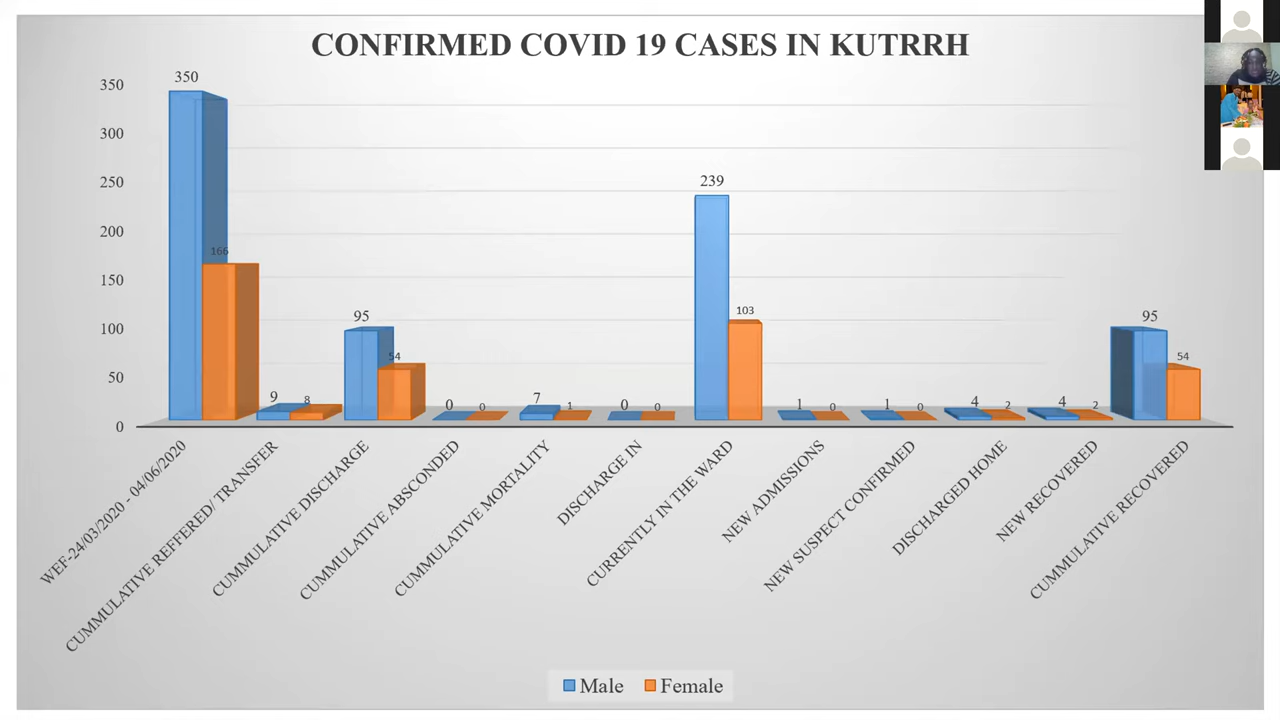 CONFIRMED COVID 19 CASES IN KUTRRH
350
300
250
200
150
100
50
0
350
166
9
8
95
54
0
0
7
1
0
0
239
103
1
0
1
0
4
2
4
2
95
54
WEF-24/03/2020 - 04/06/2020
CUMMULATIVE REFFERED/ TRANSFER
CUMMULATIVE DISCHARGE
CUMMULATIVE ABSCONDED
CUMMULATIVE MORTALITY
DISCHARGE IN
CURRENTLY IN THE WARD
NEW ADMISSIONS
NEW SUSPECT CONFIRMED
DISCHARGED HOME
NEW RECOVERED
CUMMULATIVE RECOVERED
Male Female